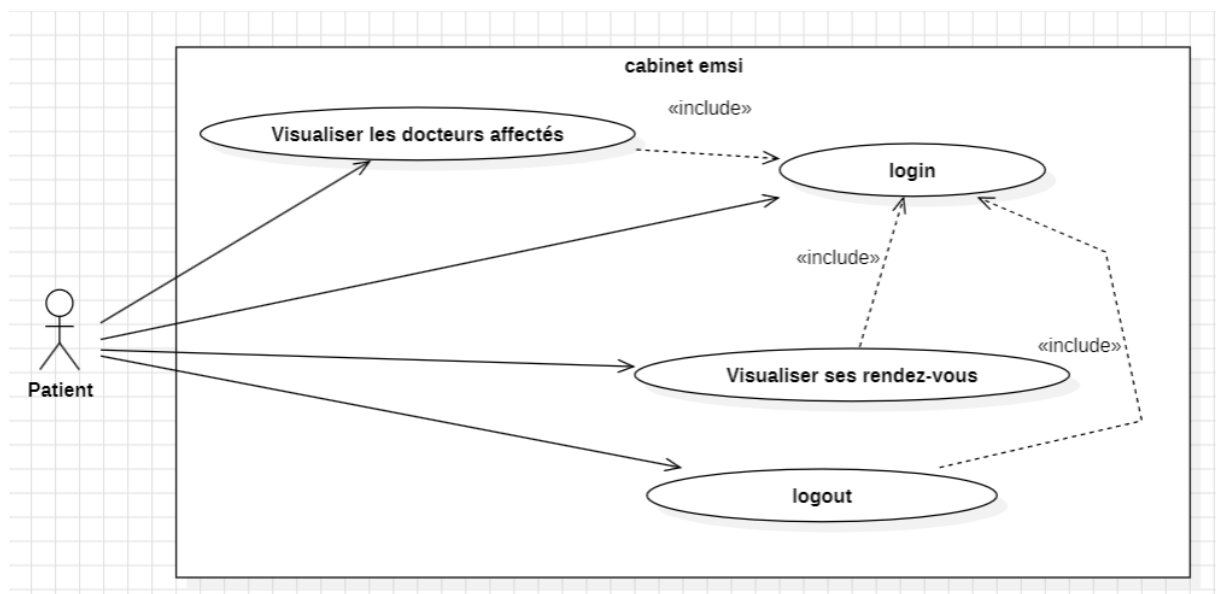 cabinet emsi
«include»
Visualiser les docteurs affectés
login
«include»
«include»
Visualiser ses rendez-vous
Patient
logout